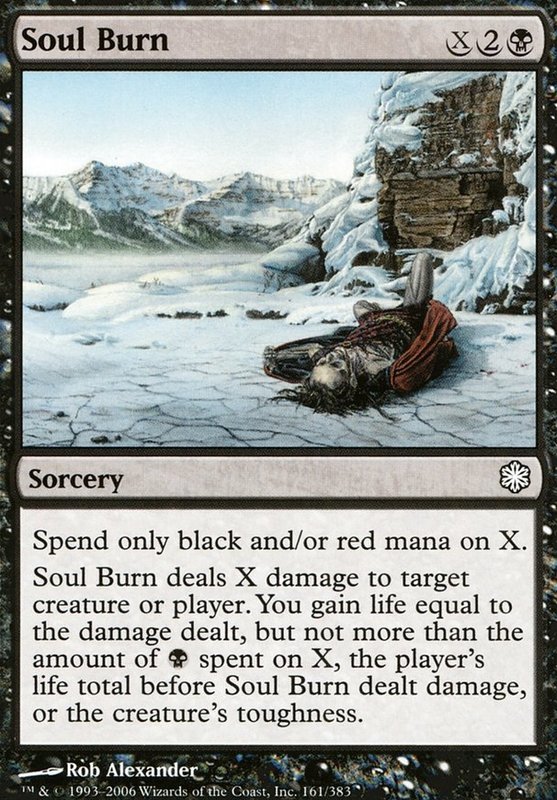 Soul Burn X2
Sorcery
Spend only black and/or red mana on X.
Soul Burn deals X damage to target
creature or player. You gain life equal to
the damage dealt, but not more than the
amount of spent on X, the player's
life total before Soul Burn dealt damage,
or the creature's toughness.
Rob Alexander
™ & © 1993–2006 Wizards of the Coast, Inc. 161/383